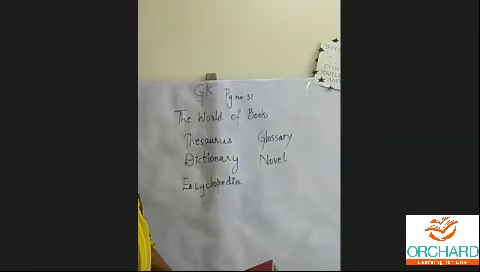 GK Pg no 31
The World of Books
Thesaurus Glossary
Dictionary Novel
Encyclopedia
ORCHARD
Learning for Life